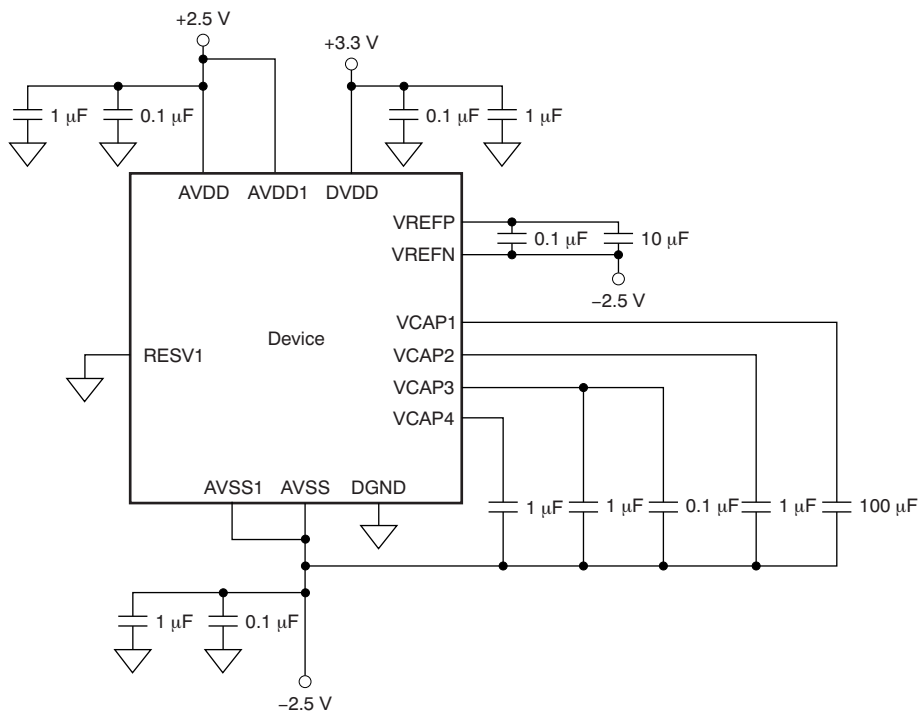 +2.5 V
+3.3 V
1 μF
0.1 μF
0.1 μF
1 μF
AVDD
AVDD1
DVDD
VREFP
0.1 μF
10 μF
VREFN
−2.5 V
VCAP1
Device
RESV1
VCAP2
VCAP3
VCAP4
AVSS1
AVSS
DGND
1 μF
1 μF
0.1 μF
1 μF
100 μF
1 μF
0.1 μF
−2.5 V